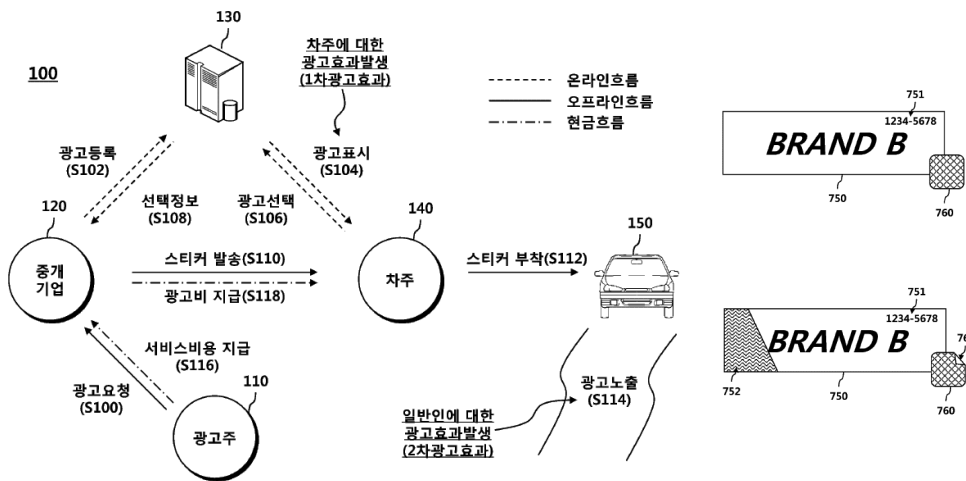 130
100
차주에 대한
광고효과발생
(1차광고효과)
온라인흐름
오프라인흐름
현금흐름
광고등록
(S102)
광고표시
(S104)
선택정보
(S108)
광고선택
(S106)
120
중개
기업
140
차주
스티커 발송(S110)
광고비 지급(S118)
스티커 부착(S112)
150
서비스비용 지급
(S116)
광고요청
(S100)
110
광고주
광고노출
(S114)
일반인에 대한
광고효과발생
(2차광고효과)
751
1234-5678
BRAND B
750
760
751
1234-5678
BRAND B
752
750
760